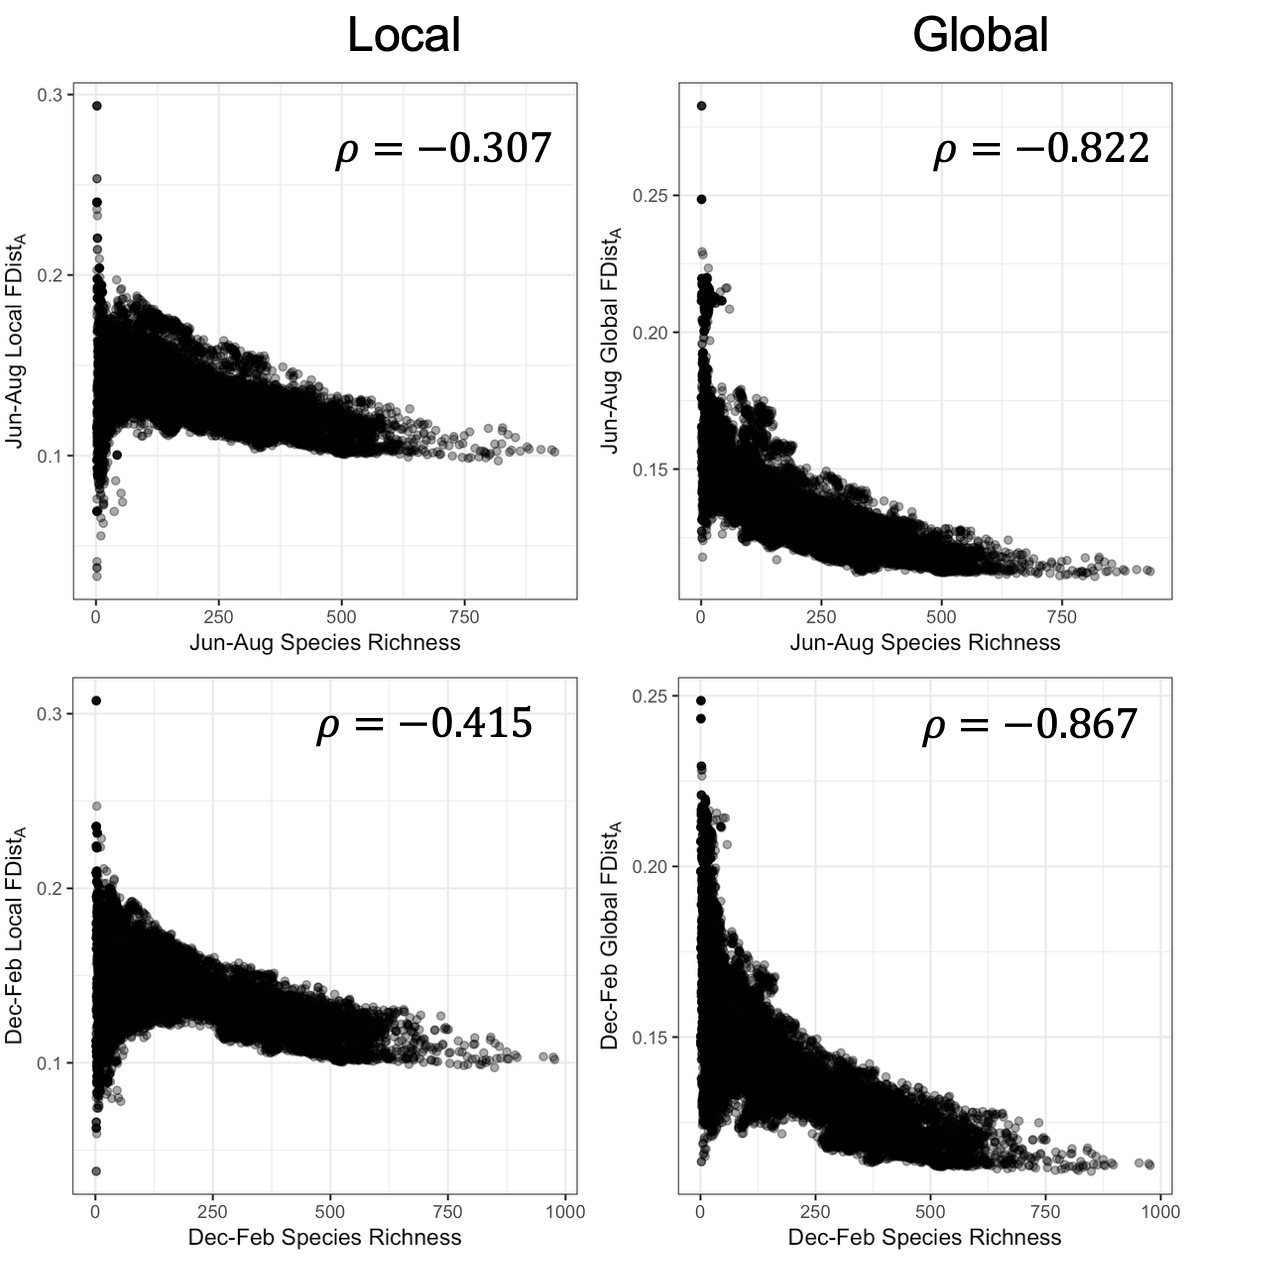 Local Global
ρ = −0.307
ρ = −0.822
0.3
0.2
0.1
Jun-Aug Local FDistA
0 250 500 750
Jun-Aug Species Richness
0.25
0.20
0.15
Jun-Aug Global FDistA
0 250 500 750
Jun-Aug Species Richness
ρ = −0.415
ρ = −0.867
0.3
0.2
0.1
Dec-Feb Local FDistA
0 250 500 750 1000
Dec-Feb Species Richness
0.25
0.20
0.15
Dec-Feb Global FDistA
0 250 500 750 1000
Dec-Feb Species Richness